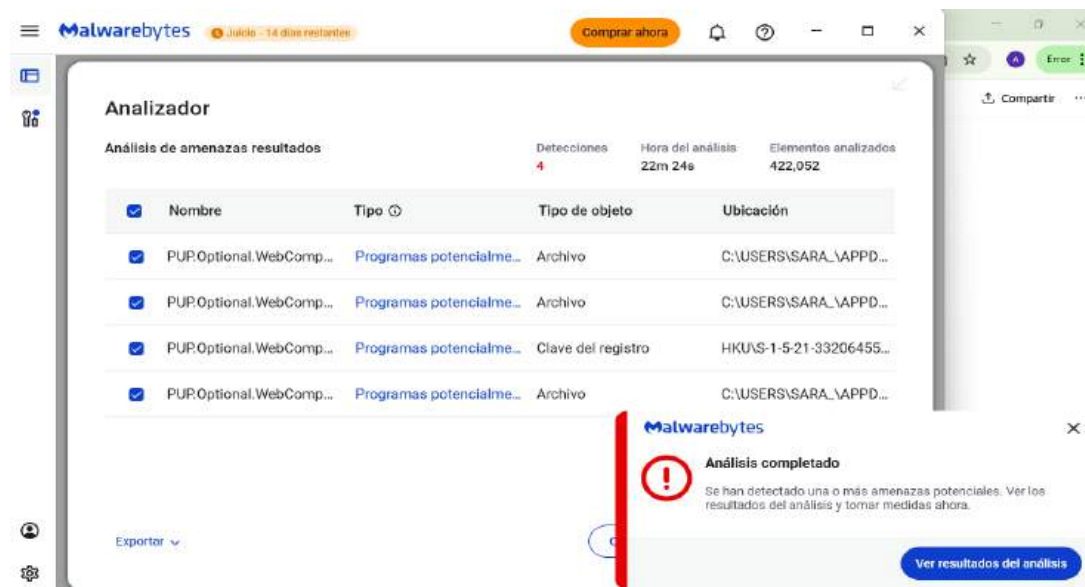 Malwarebytes
Juicio - 14 días restantes
Comprar ahora
A
Error
Compartir
Analizador
Análisis de amenazas resultados
Detecciones
4
Hora del análisis
22m 24s
Elementos analizados
422,052
Nombre Tipo Tipo de objeto Ubicación
PUP.Optional.WebComp... Programas potencialme... Archivo C:\USERS\SARA_\APPD...
PUP.Optional.WebComp... Programas potencialme... Archivo C:\USERS\SARA_\APPD...
PUP.Optional.WebComp... Programas potencialme... Clave del registro HKU\S-1-5-21-33206455...
PUP.Optional.WebComp... Programas potencialme... Archivo C:\USERS\SARA_\APPD...
Malwarebytes
Análisis completado
Se han detectado una o más amenazas potenciales. Ver los
resultados del análisis y tomar medidas ahora.
Exportar
Ver resultados del análisis